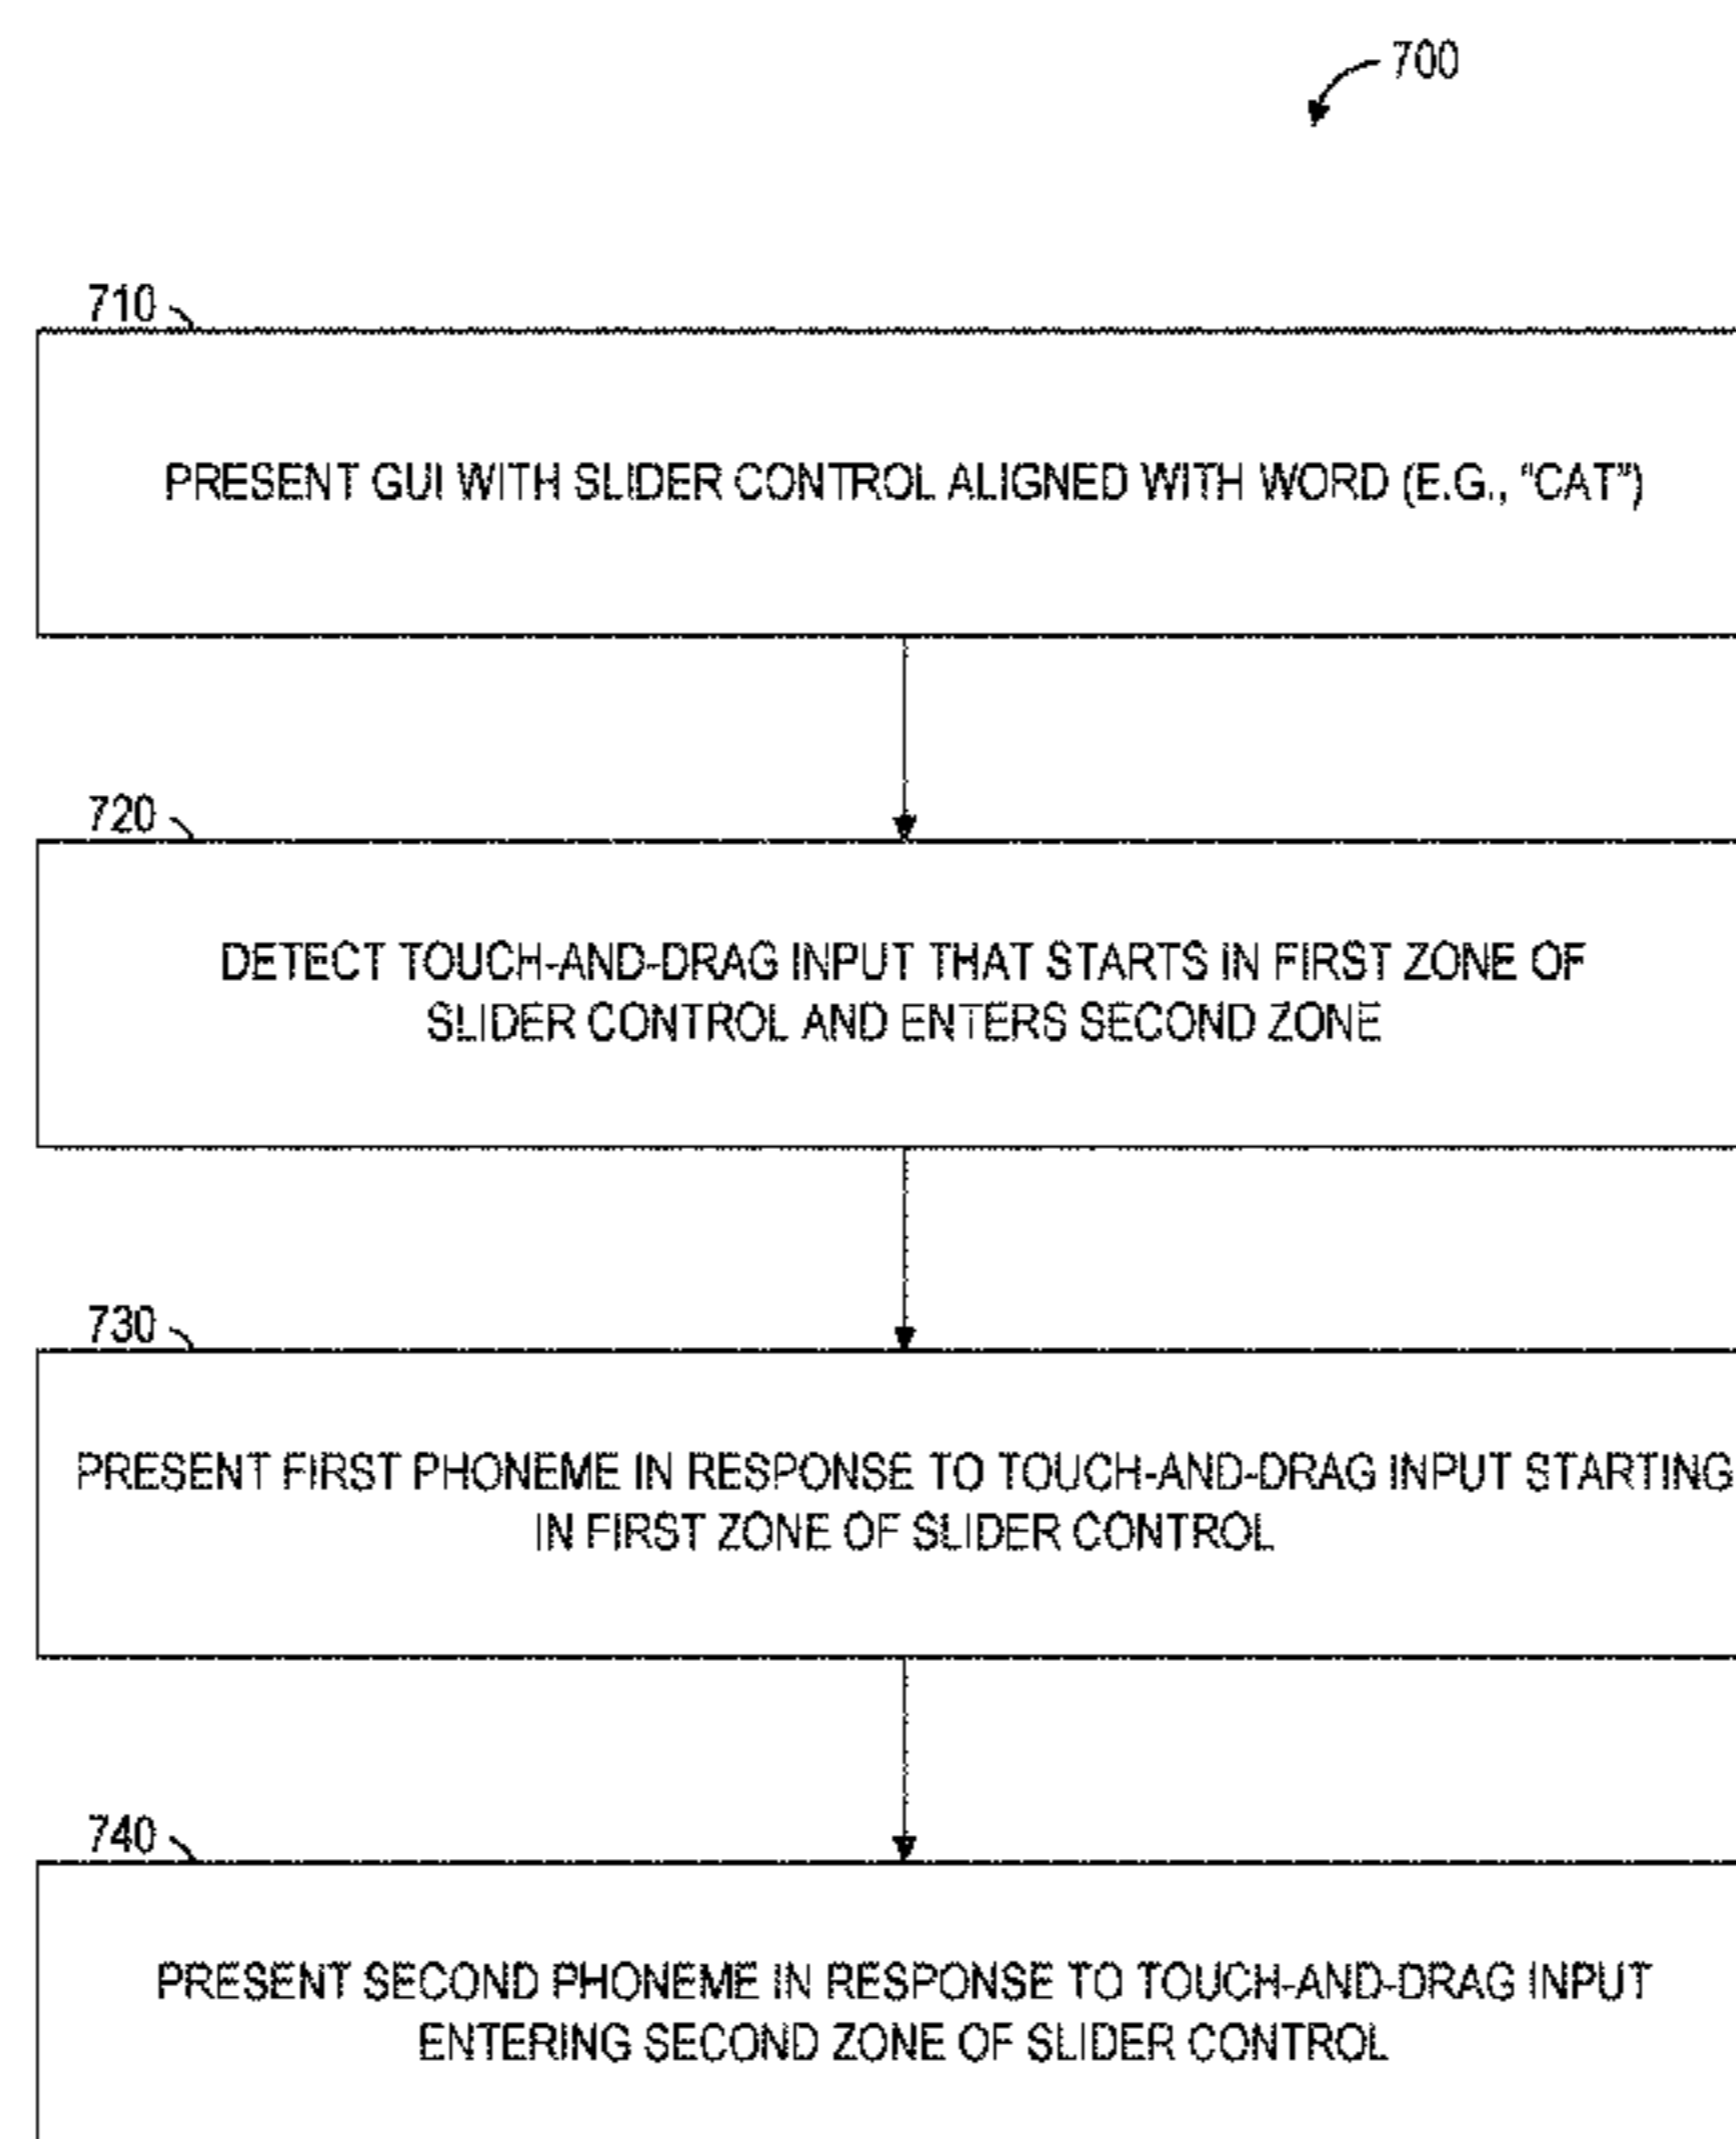 700
710
PRESENT GUI WITH SLIDER CONTROL ALIGNED WITH WORD (E.G., “CAT”)
720
DETECT TOUCH-AND-DRAG INPUT THAT STARTS IN FIRST ZONE OF
SLIDER CONTROL AND ENTERS SECOND ZONE
730
PRESENT FIRST PHONEME IN RESPONSE TO TOUCH-AND-DRAG INPUT STARTING
IN FIRST ZONE OF SLIDER CONTROL
740
PRESENT SECOND PHONEME IN RESPONSE TO TOUCH-AND-DRAG INPUT
ENTERING SECOND ZONE OF SLIDER CONTROL